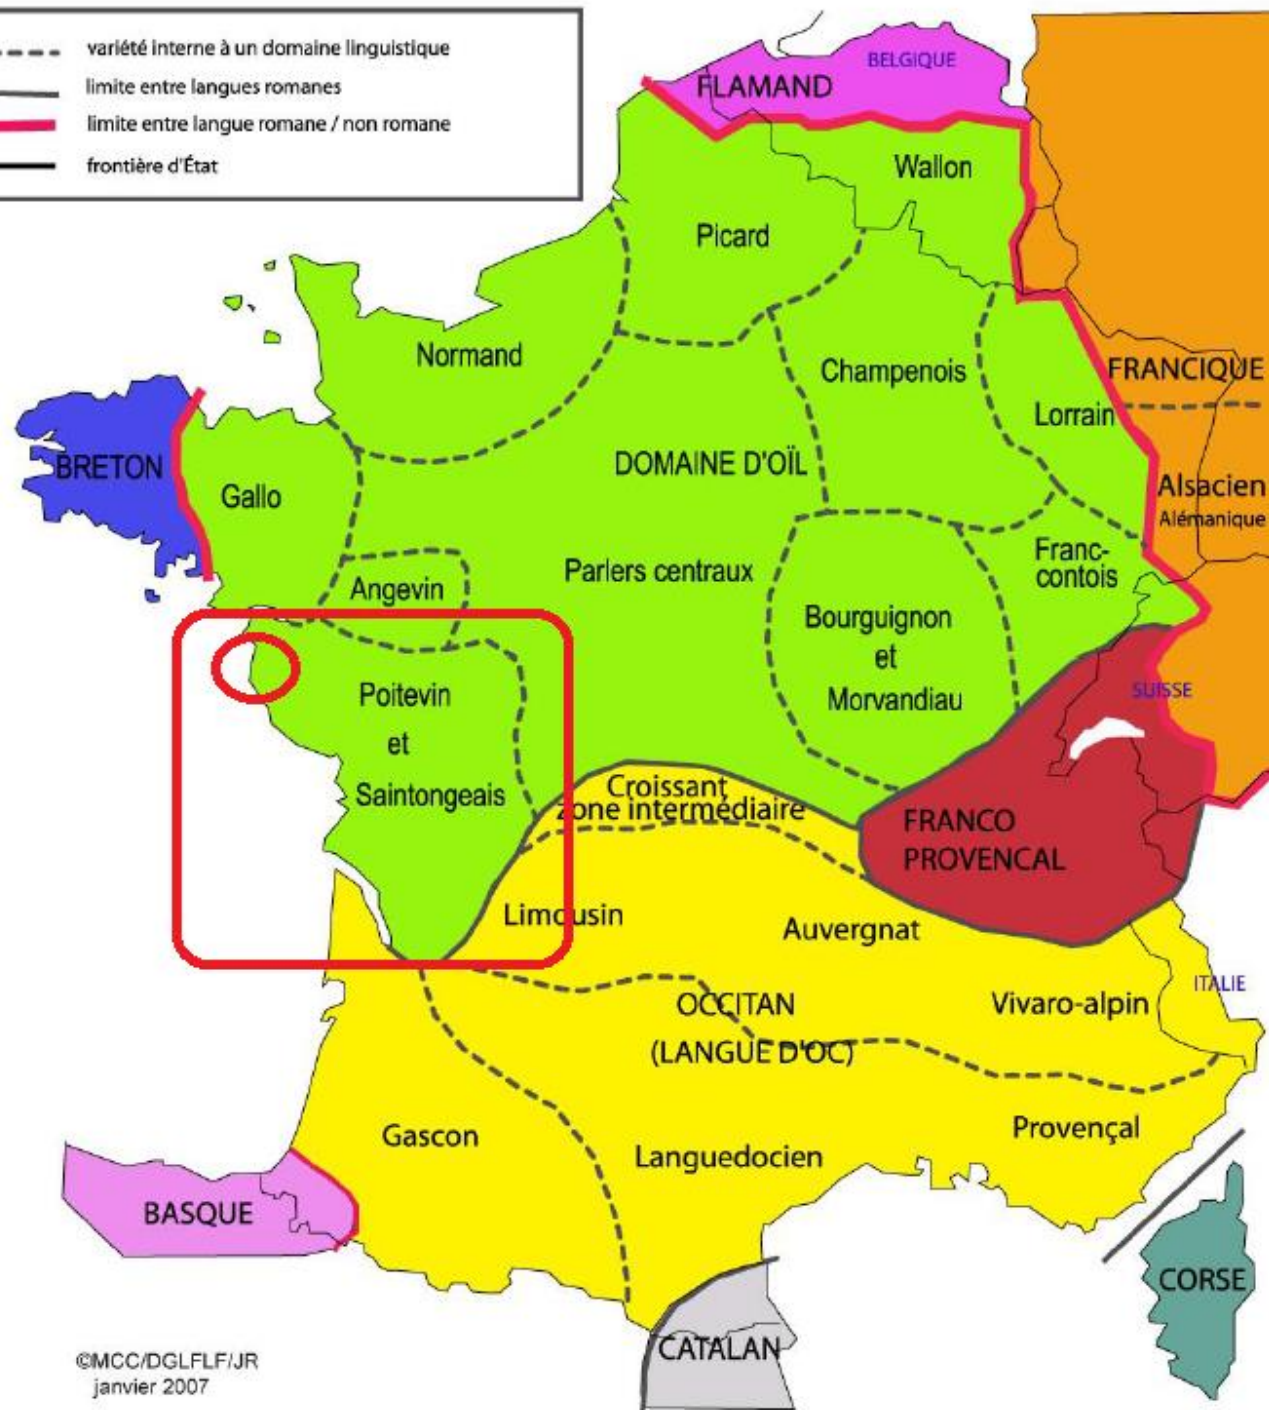 variété interne à un domaine linguistique
limite entre langues romanes
limite entre langue romane / non romane
frontière d'État
BELGIQUE
FLAMAND
Wallon
Picard
Normand
Champenois
FRANCIQUE
Lorrain
BRETON
Gallo
DOMAINE D'OÏL
Alsacien
Alémanique
Angevin
Parlers centraux
Franc-
contois
Bourguignon
et
Morvandiau
Poitevin
et
Saintongeais
SUISSE
Croissant
zone intermédiaire
FRANCO
PROVENCAL
Limousin
Auvergnat
ITALIE
OCCITAN
(LANGUE D'OC)
Vivaro-alpin
Gascon
Languedocien
Provençal
BASQUE
CORSE
CATALAN
©MCC/DGLFLF/JR
janvier 2007